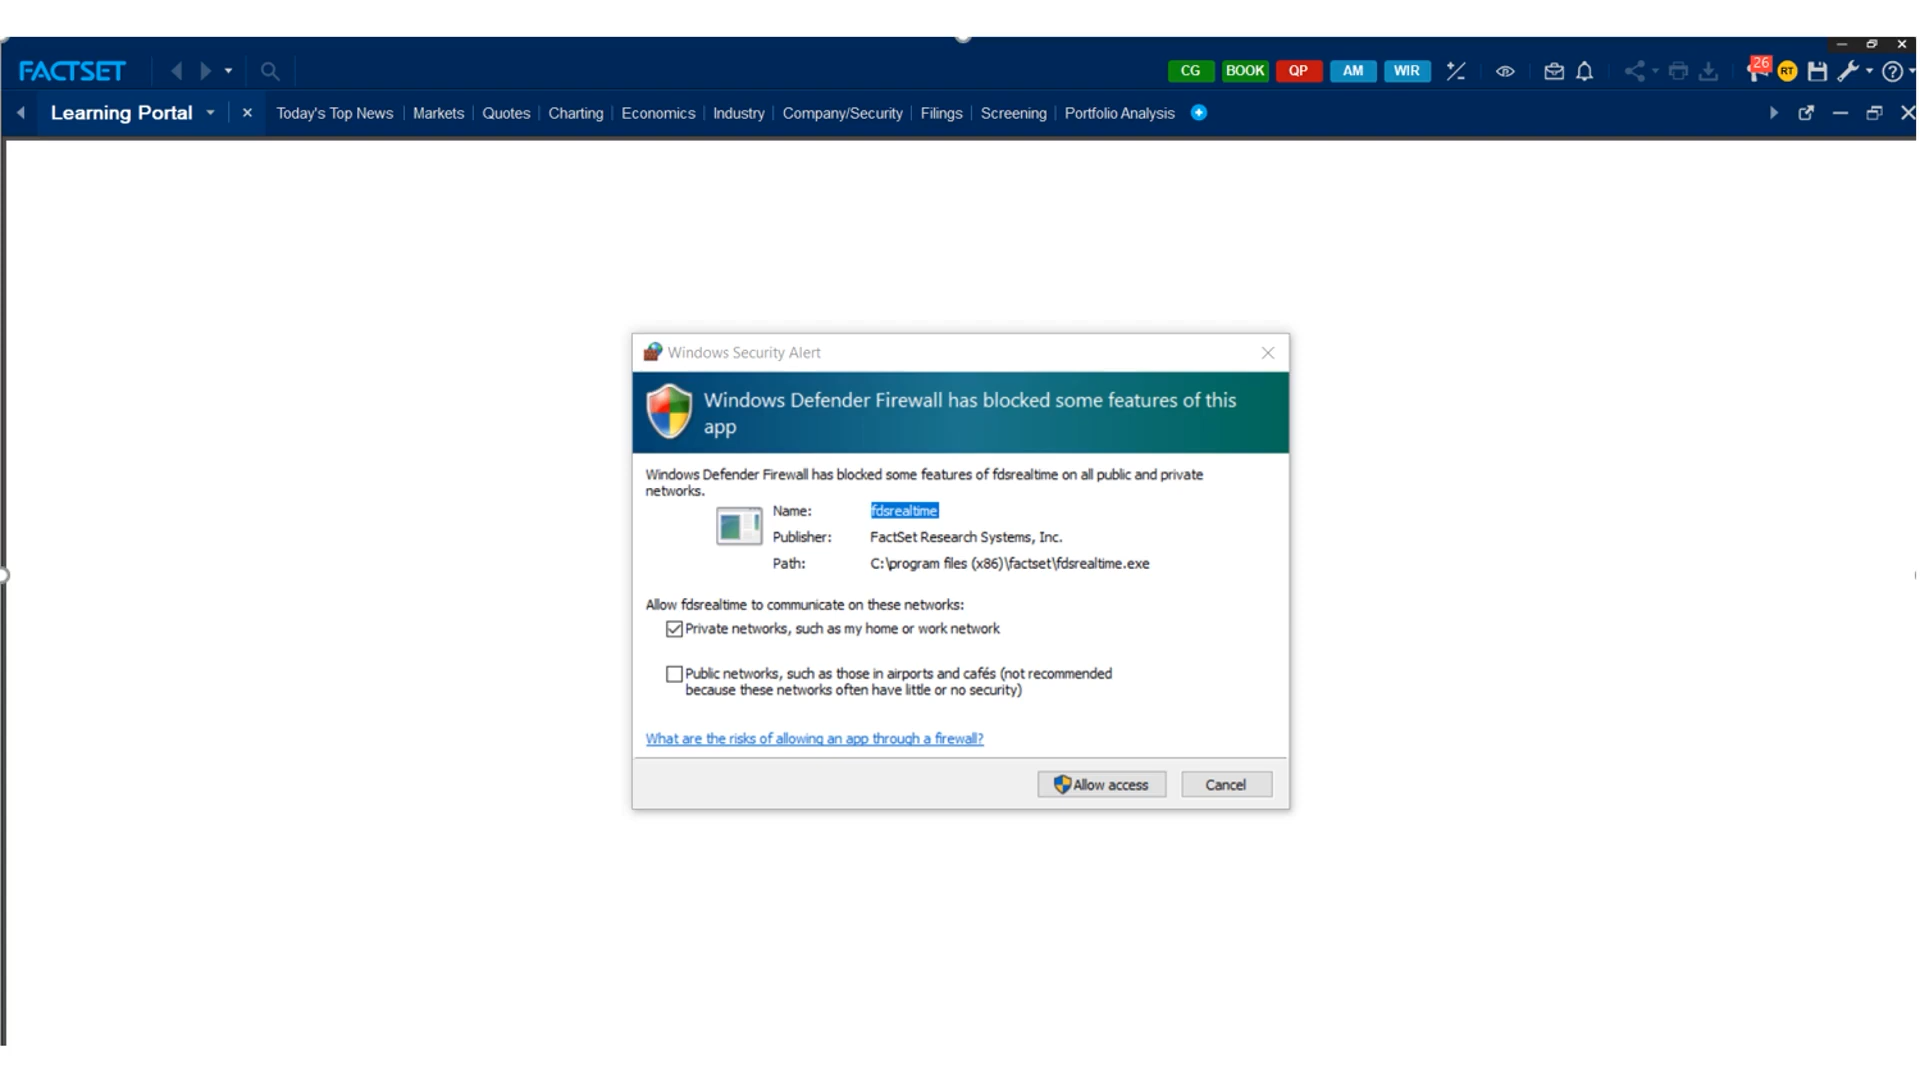 FACTSET
CG BOOK QP AM WIR 26 RT
Learning Portal Today's Top News Markets Quotes Charting Economics Industry Company/Security Filings Screening Portfolio Analysis
Windows Security Alert
Windows Defender Firewall has blocked some features of this
app
Windows Defender Firewall has blocked some features of fdsrealtime on all public and private
networks.
Name: fdsrealtime
Publisher: FactSet Research Systems, Inc.
Path: C:\program files (x86)\factset\fdsrealtime.exe
Allow fdsrealtime to communicate on these networks:
Private networks, such as my home or work network
Public networks, such as those in airports and cafés (not recommended
because these networks often have little or no security)
What are the risks of allowing an app through a firewall?
Allow access Cancel